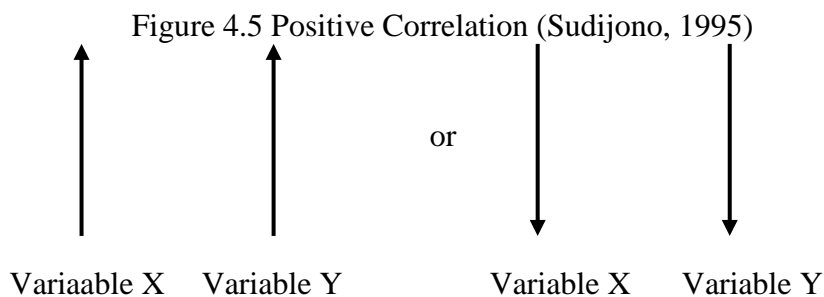 Figure 4.5 Positive Correlation (Sudijono, 1995)
or
Variaable X Variable Y Variable X Variable Y